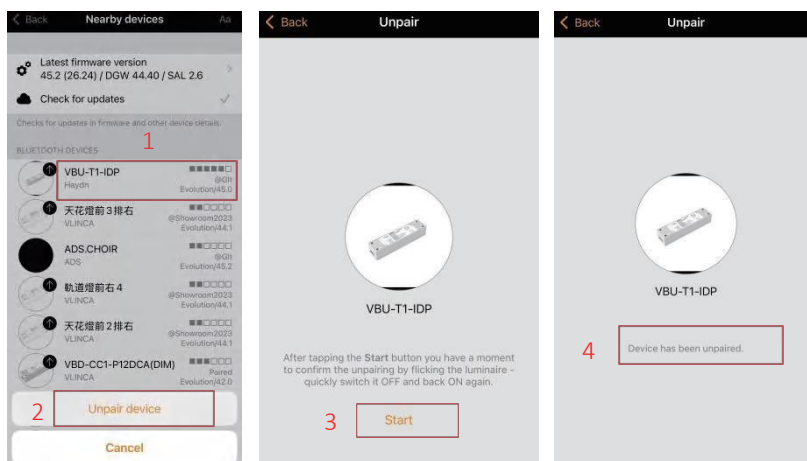 Back Nearby devices Aa
Latest firmware version
45.2 (26.24) / DGW 44.40 / SAL 2.6
Check for updates
Checks for updates in firmware and other device details.
1
BLUETOOTH DEVICES
VBU-T1-IDP
Haydn
@Glt
Evolution/45.0
天花燈前3排右
VLINCA
@Showroom2023
Evolution/44.1
ADS.CHOIR
ADS
@Glt
Evolution/45.2
軌道燈前右4
VLINCA
@Showroom2023
Evolution/44.1
天花燈前2排右
VLINCA
@Showroom2023
Evolution/44.1
VBD-CC1-P12DCA(DIM)
VLINCA
Paired
Evolution/42.0
2 Unpair device
Cancel
Back Unpair
VBU-T1-IDP
After tapping the Start button you have a moment
to confirm the unpairing by flicking the luminaire -
quickly switch it OFF and back ON again.
3 Start
Back Unpair
VBU-T1-IDP
4 Device has been unpaired.